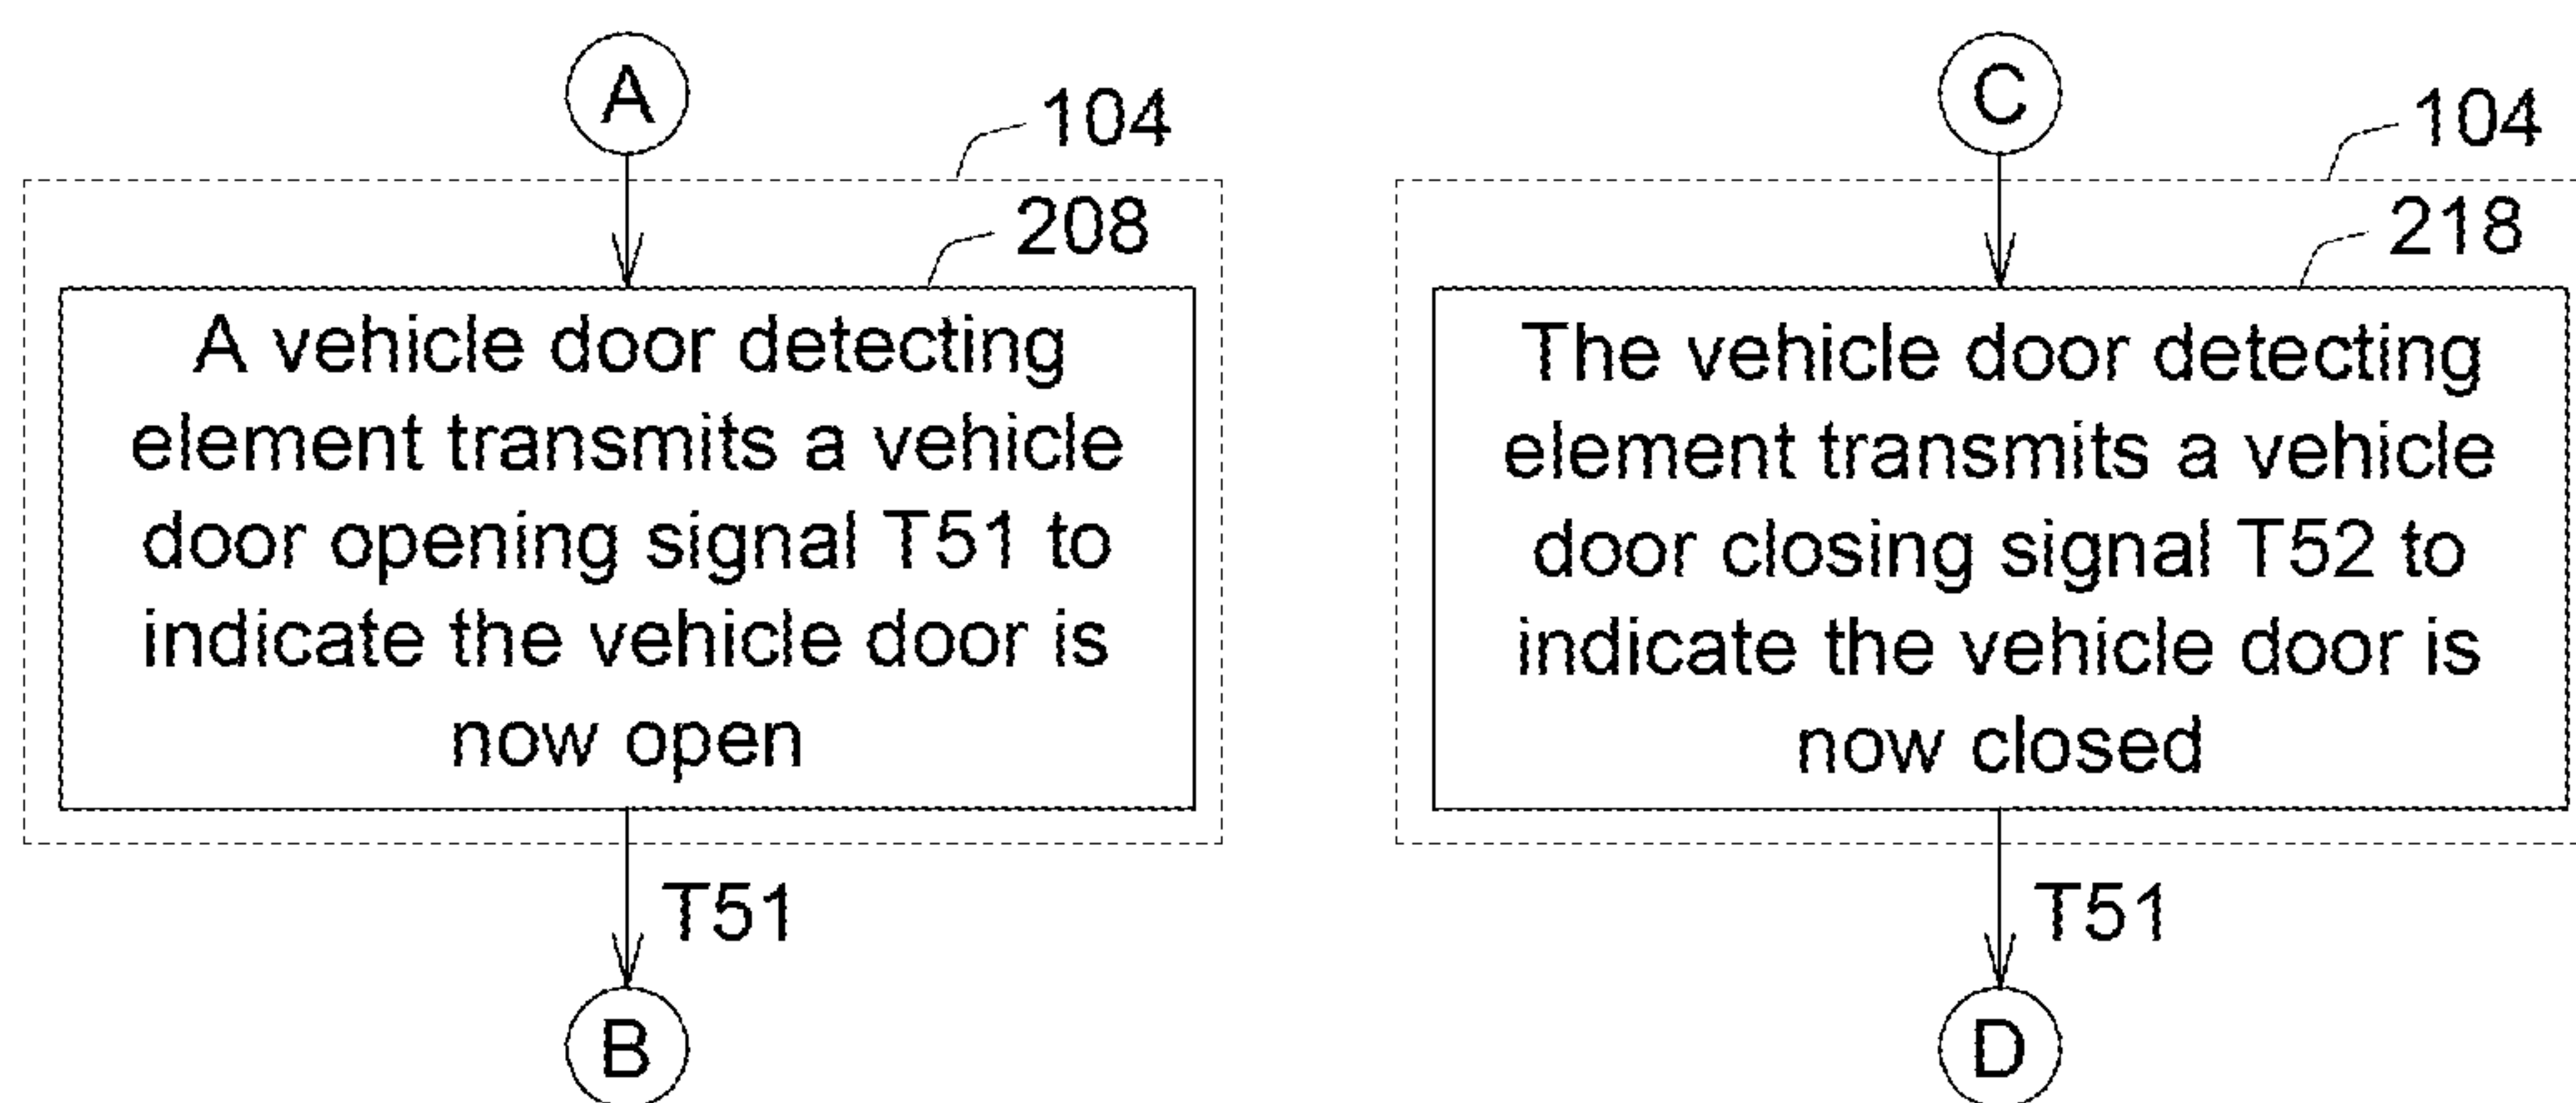 A
104
208
A vehicle door detecting
element transmits a vehicle
door opening signal T51 to
indicate the vehicle door is
now open
T51
B
C
104
218
The vehicle door detecting
element transmits a vehicle
door closing signal T52 to
indicate the vehicle door is
now closed
T51
D